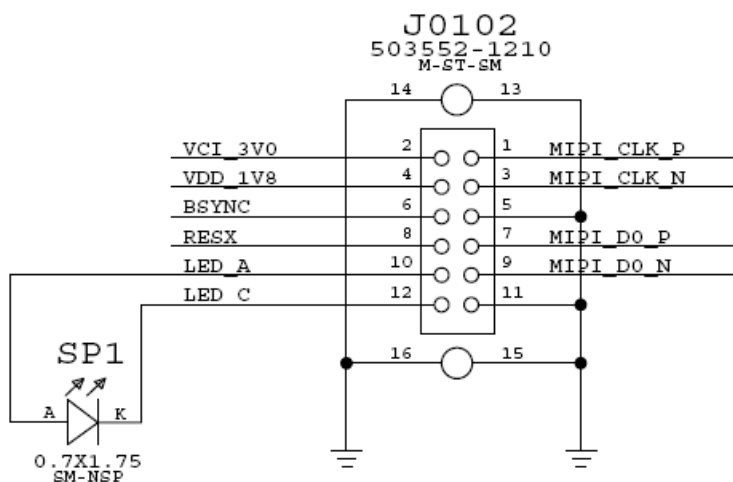 J0102
503552-1210
M-ST-SM
14 13
VCI_3V0 2 1 MIPI_CLK_P
VDD_1V8 4 3 MIPI_CLK_N
BSYNC 6 5
RESX 8 7 MIPI_D0_P
LED_A 10 9 MIPI_D0_N
LED_C 12 11
16 15
SP1
A K
0.7X1.75
SM-NSP